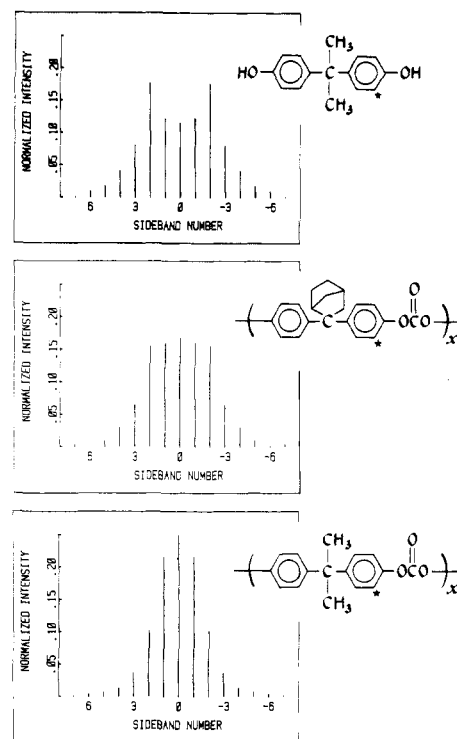 NORMALIZED INTENSITY
.20
.15
.10
.05
6 3 0 -3 -6
SIDEBAND NUMBER
CH3
HO C OH
CH3
*
NORMALIZED INTENSITY
.20
.15
.10
.05
6 3 0 -3 -6
SIDEBAND NUMBER
O
C OCO x
*
NORMALIZED INTENSITY
.20
.15
.10
.05
6 3 0 -3 -6
SIDEBAND NUMBER
CH3
O
C OCO x
CH3
*